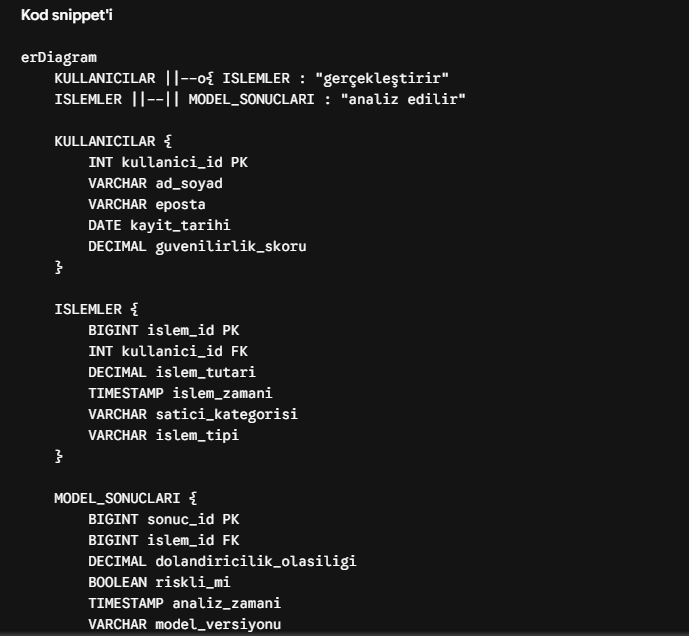 Kod snippet'i
erDiagram
    KULLANICILAR ||--o{ ISLEMLER : "gerçekleştirir"
    ISLEMLER ||--|| MODEL_SONUCLARI : "analiz edilir"
    KULLANICILAR {
        INT kullanici_id PK
        VARCHAR ad_soyad
        VARCHAR eposta
        DATE kayit_tarihi
        DECIMAL guvenilirlik_skoru
    }
    ISLEMLER {
        BIGINT islem_id PK
        INT kullanici_id FK
        DECIMAL islem_tutari
        TIMESTAMP islem_zamani
        VARCHAR satici_kategorisi
        VARCHAR islem_tipi
    }
    MODEL_SONUCLARI {
        BIGINT sonuc_id PK
        BIGINT islem_id FK
        DECIMAL dolandiricilik_olasiligi
        BOOLEAN riskli_mi
        TIMESTAMP analiz_zamani
        VARCHAR model_versiyonu